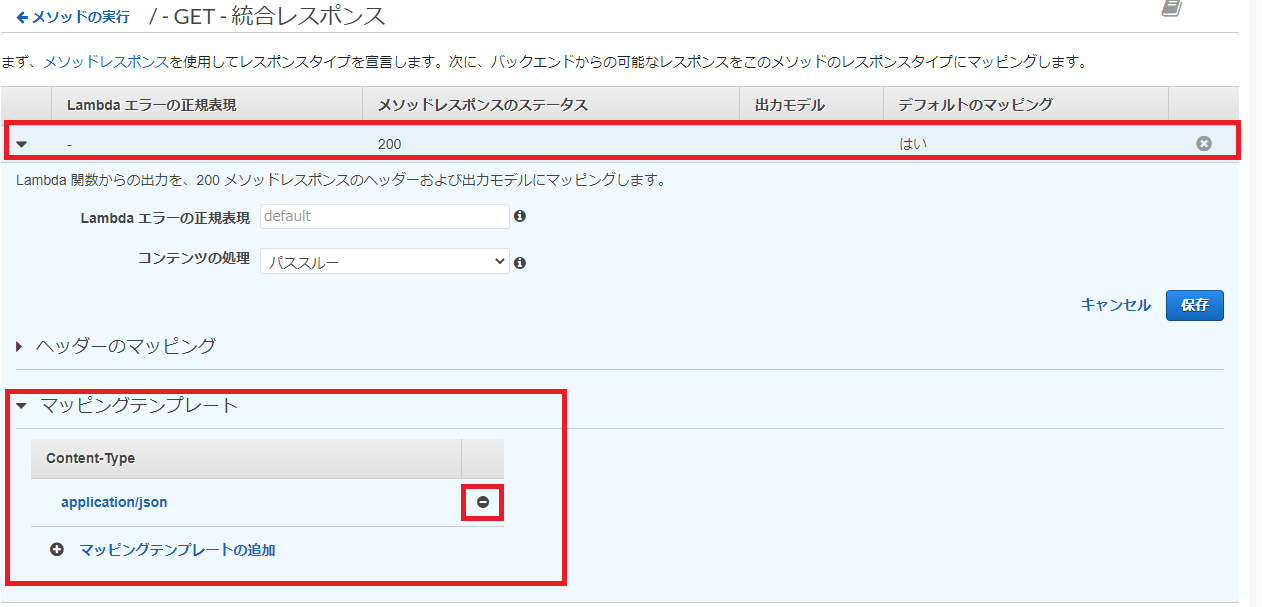 メソッドの実行 / - GET - 統合レスポンス
まず、メソッドレスポンスを使用してレスポンスタイプを宣言します。次に、バックエンドからの可能なレスポンスをこのメソッドのレスポンスタイプにマッピングします。
Lambda エラーの正規表現 メソッドレスポンスのステータス 出力モデル デフォルトのマッピング
- 200 はい
Lambda 関数からの出力を、200 メソッドレスポンスのヘッダーおよび出力モデルにマッピングします。
Lambda エラーの正規表現 default
コンテンツの処理 パススルー
キャンセル 保存
ヘッダーのマッピング
マッピングテンプレート
Content-Type
application/json
マッピングテンプレートの追加